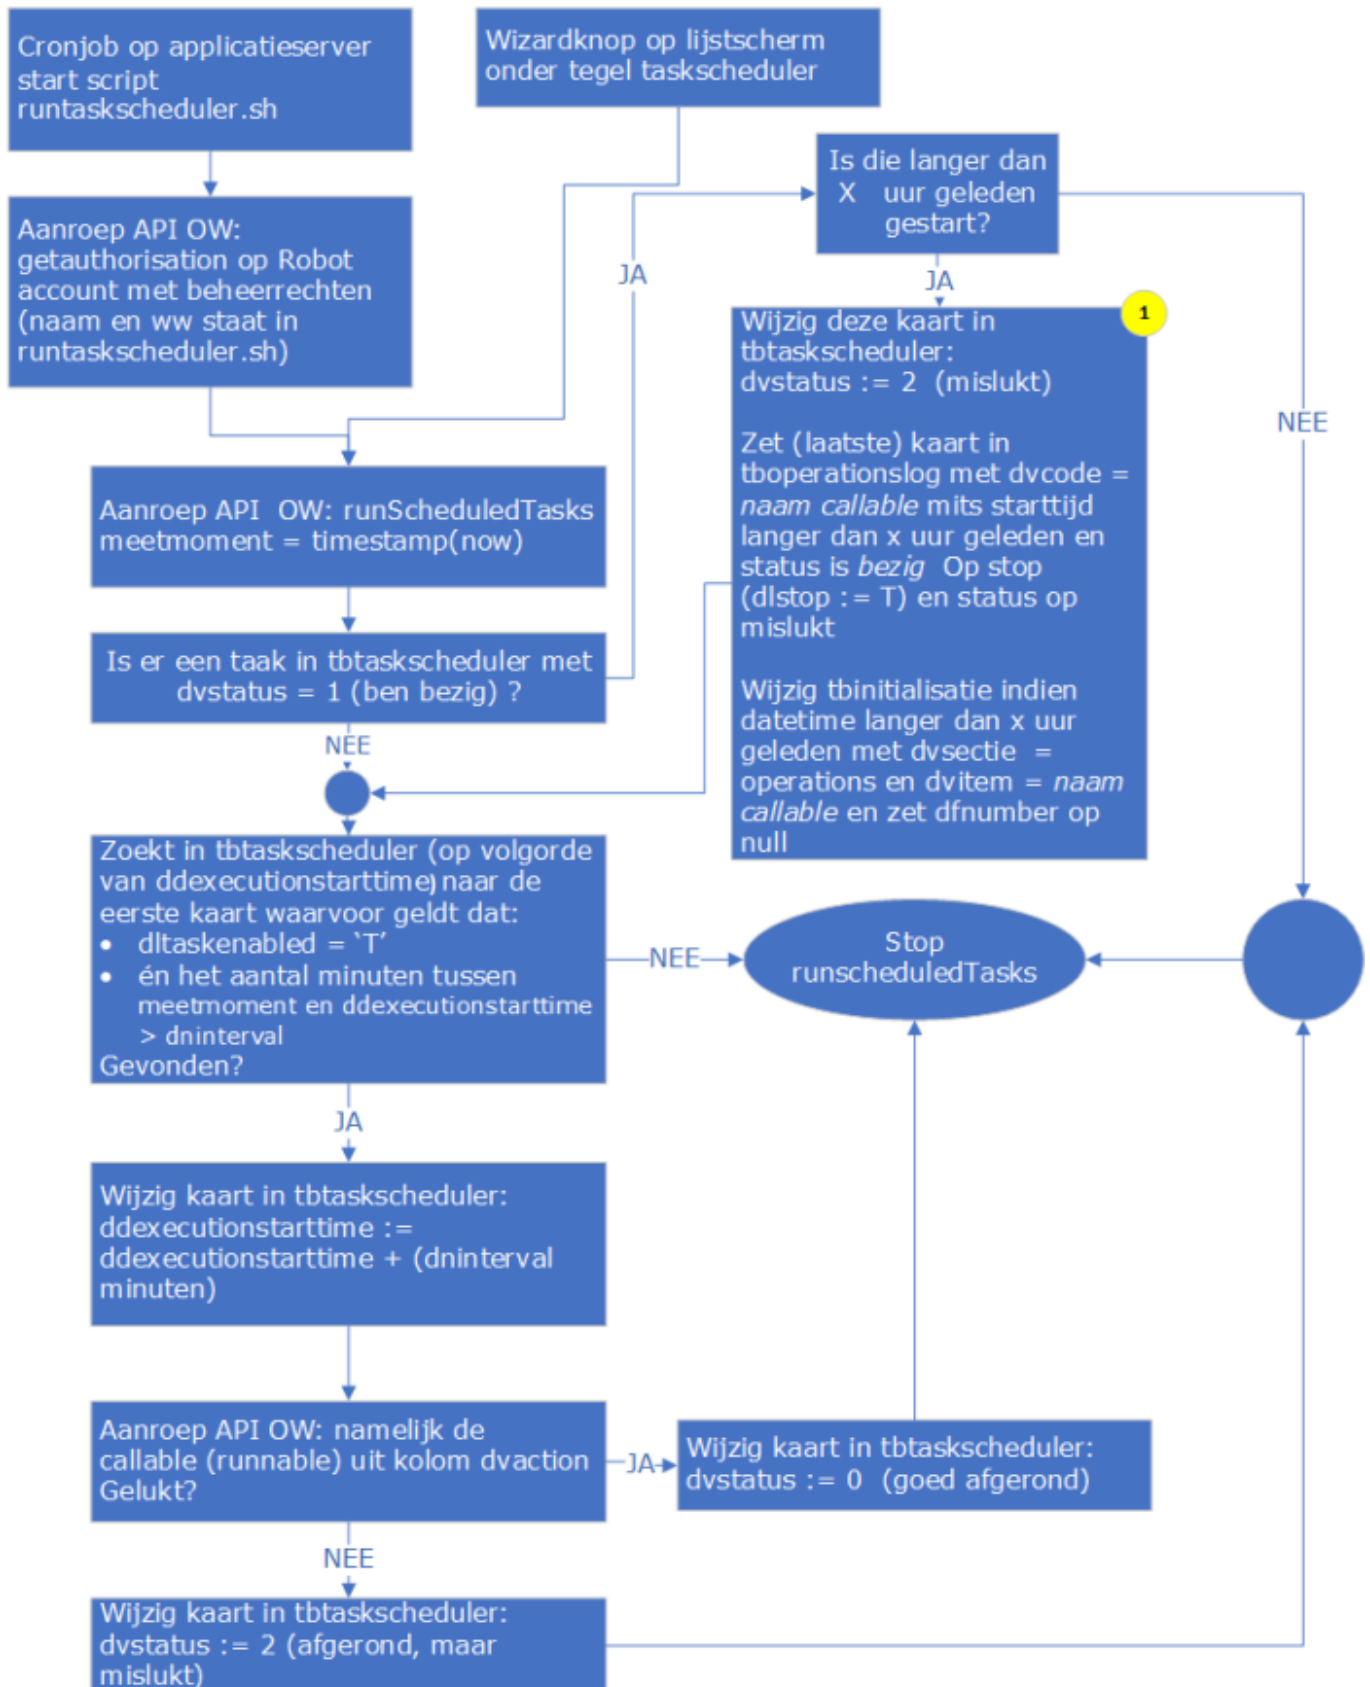 Cronjob op applicatieserver
start script
runtaskscheduler.sh
Wizardknop op lijstscherm
onder tegel taskscheduler
Is die langer dan
X uur geleden
gestart?
Aanroep API OW:
getauthorisation op Robot
account met beheerrechten
(naam en ww staat in
runtaskscheduler.sh)
JA
JA
NEE
1
Wijzig deze kaart in
tbtaskscheduler:
dvstatus := 2 (mislukt)
Zet (laatste) kaart in
tboperationslog met dvcode =
naam callable mits starttijd
langer dan x uur geleden en
status is bezig Op stop
(dlstop := T) en status op
mislukt
Wijzig tbinitialisatie indien
datetime langer dan x uur
geleden met dvsectie =
operations en dvitem = naam
callable en zet dfnumber op
null
Aanroep API OW: runScheduledTasks
meetmoment = timestamp(now)
Is er een taak in tbtaskscheduler met
dvstatus = 1 (ben bezig) ?
NEE
Zoekt in tbtaskscheduler (op volgorde
van ddexecutionstarttime) naar de
eerste kaart waarvoor geldt dat:
• dltaskenabled = ‘T’
• én het aantal minuten tussen
meetmoment en ddexecutionstarttime
> dninterval
Gevonden?
NEE
Stop
runscheduledTasks
JA
Wijzig kaart in tbtaskscheduler:
ddexecutionstarttime :=
ddexecutionstarttime + (dninterval
minuten)
Aanroep API OW: namelijk de
callable (runnable) uit kolom dvaction
Gelukt?
JA
Wijzig kaart in tbtaskscheduler:
dvstatus := 0 (goed afgerond)
NEE
Wijzig kaart in tbtaskscheduler:
dvstatus := 2 (afgerond, maar
mislukt)